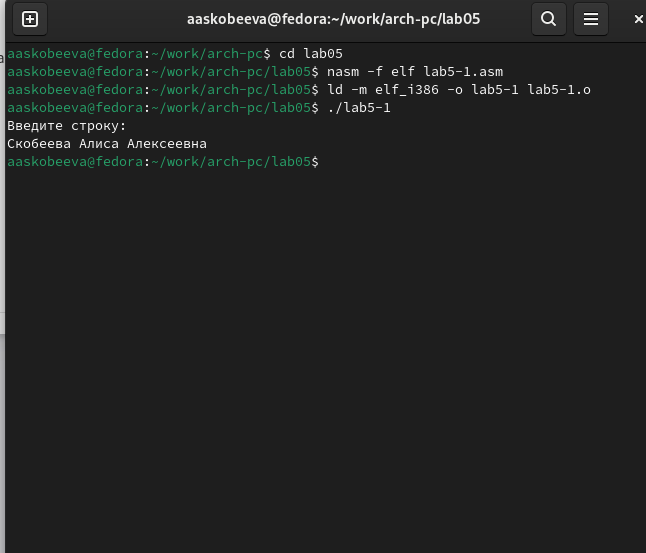 aaskobeeva@fedora:~/work/arch-pc/lab05
aaskobeeva@fedora:~/work/arch-pc$ cd lab05
aaskobeeva@fedora:~/work/arch-pc/lab05$ nasm -f elf lab5-1.asm
aaskobeeva@fedora:~/work/arch-pc/lab05$ ld -m elf_i386 -o lab5-1 lab5-1.o
aaskobeeva@fedora:~/work/arch-pc/lab05$ ./lab5-1
Введите строку:
Скобеева Алиса Алексеевна
aaskobeeva@fedora:~/work/arch-pc/lab05$